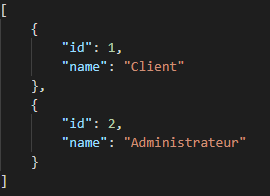 [
    {
        "id": 1,
        "name": "Client"
    },
    {
        "id": 2,
        "name": "Administrateur"
    }
]